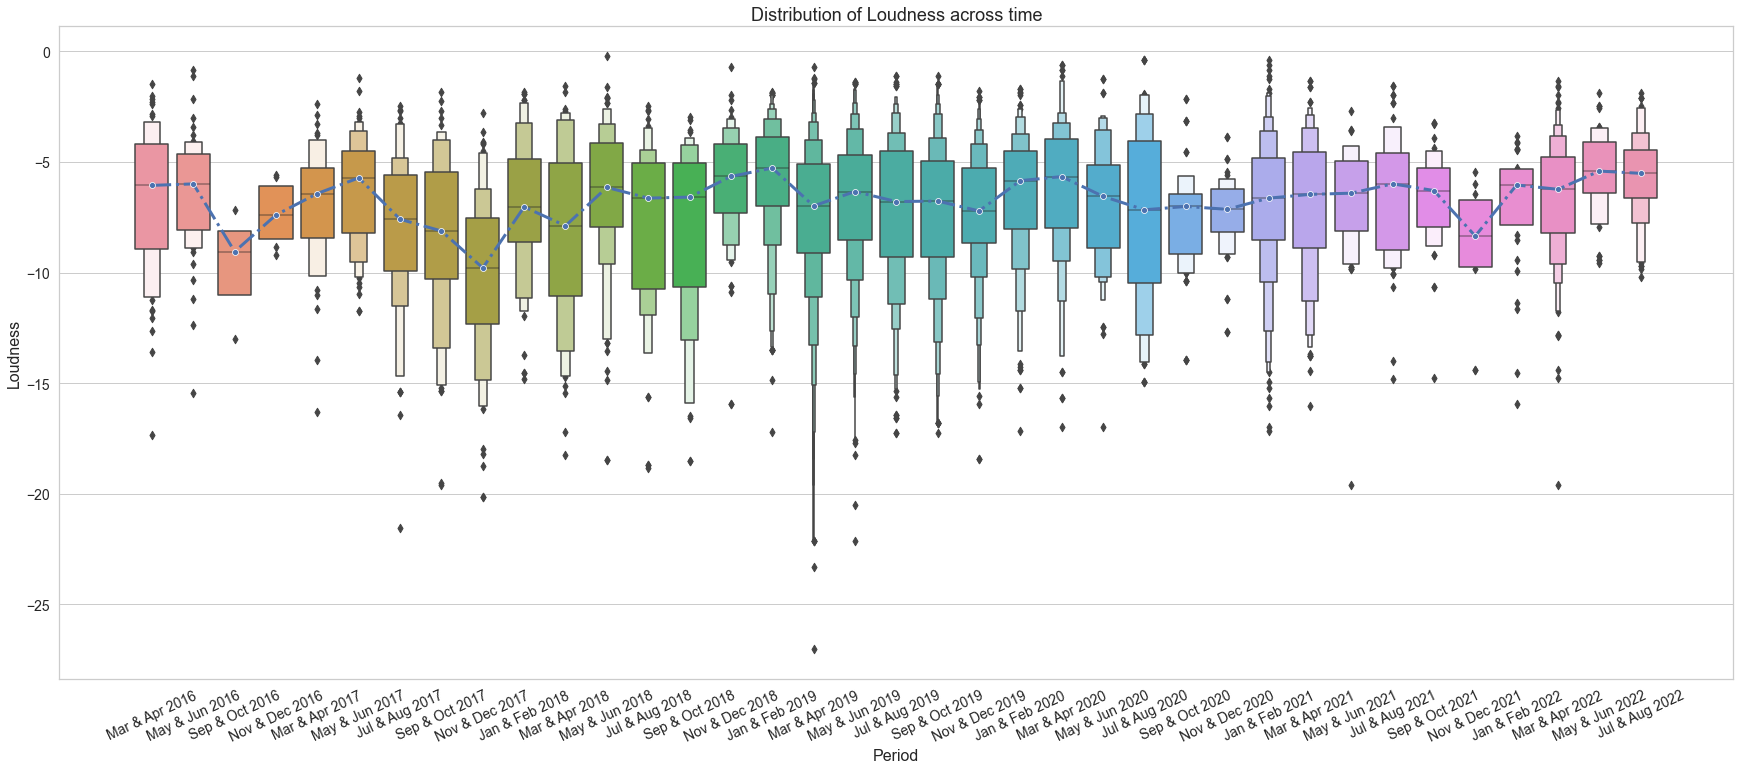 Distribution of Loudness across time
0
−5
−10
−15
−20
−25
Loudness
Mar & Apr 2016
May & Jun 2016
Sep & Oct 2016
Nov & Dec 2016
Mar & Apr 2017
May & Jun 2017
Jul & Aug 2017
Sep & Oct 2017
Nov & Dec 2017
Jan & Feb 2018
Mar & Apr 2018
May & Jun 2018
Jul & Aug 2018
Sep & Oct 2018
Nov & Dec 2018
Jan & Feb 2019
Mar & Apr 2019
May & Jun 2019
Jul & Aug 2019
Sep & Oct 2019
Nov & Dec 2019
Jan & Feb 2020
Mar & Apr 2020
May & Jun 2020
Jul & Aug 2020
Sep & Oct 2020
Nov & Dec 2020
Jan & Feb 2021
Mar & Apr 2021
May & Jun 2021
Jul & Aug 2021
Sep & Oct 2021
Nov & Dec 2021
Jan & Feb 2022
Mar & Apr 2022
May & Jun 2022
Jul & Aug 2022
Period